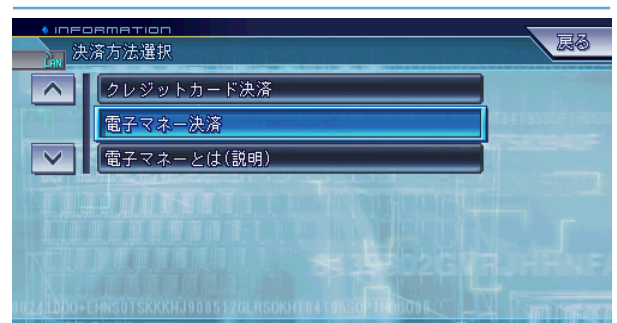 INFORMATION
戻る
LAN 決済方法選択
クレジットカード決済
電子マネー決済
電子マネーとは(説明)